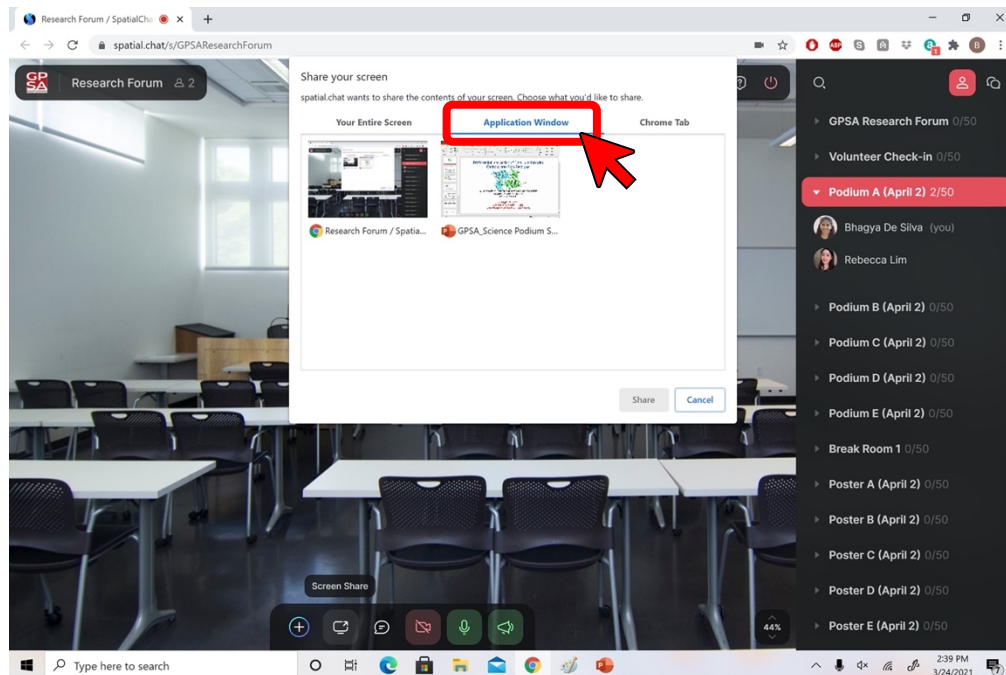 Research Forum / SpatialCha
spatial.chat/s/GPSAResearchForum
ABP
S
B
GP
SA
Research Forum 2
Share your screen
spatial.chat wants to share the contents of your screen. Choose what you'd like to share.
Your Entire Screen
Application Window
Chrome Tab
Research Forum / Spatia...
GPSA_Science Podium S...
Share
Cancel
GPSA Research Forum 0/50
Volunteer Check-in 0/50
Podium A (April 2) 2/50
Bhagya De Silva (you)
Rebecca Lim
Podium B (April 2) 0/50
Podium C (April 2) 0/50
Podium D (April 2) 0/50
Podium E (April 2) 0/50
Break Room 1 0/50
Poster A (April 2) 0/50
Poster B (April 2) 0/50
Poster C (April 2) 0/50
Poster D (April 2) 0/50
Poster E (April 2) 0/50
Screen Share
44%
Type here to search
2:39 PM
3/24/2021